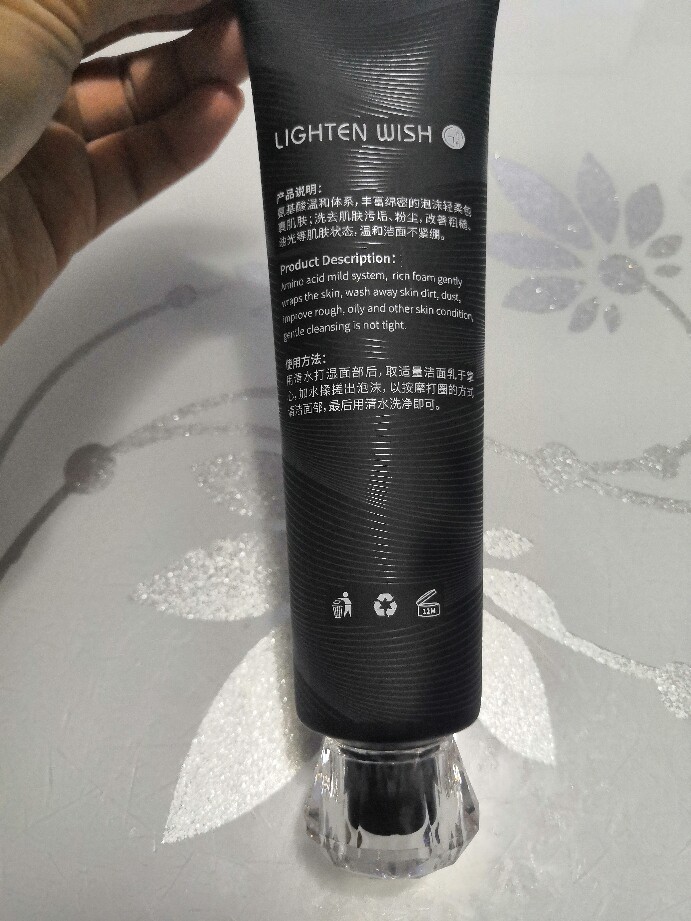 LIGHTEN WISH
产品说明：
氨基酸温和体系，丰富绵密的泡沫轻柔包
裹肌肤；洗去肌肤污垢、粉尘，改善粗糙、
油光等肌肤状态，温和洁面不紧绷。
Product Description：
Amino acid mild system, rich foam gently
wraps the skin, wash away skin dirt, dust,
improve rough, oily and other skin condition,
gentle cleansing is not tight.
使用方法：
用清水打湿面部后，取适量洁面乳于掌
心，加水揉搓出泡沫，以按摩打圈的方式
清洁面部，最后用清水洗净即可。
12M